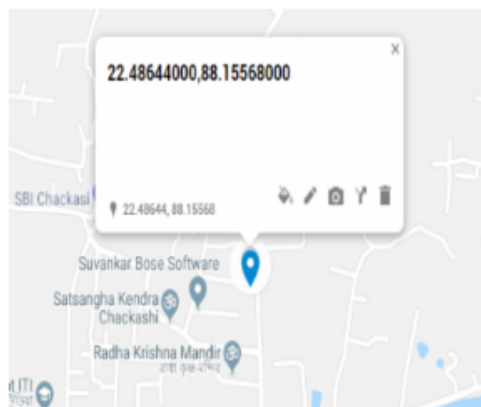 22.48644000,88.15568000
22.48644, 88.15568
SBI Chackasi
Suvankar Bose Software
Satsangha Kendra
Chackashi
Radha Krishna Mandir
রাধা কৃষ্ণ মন্দির
ITI